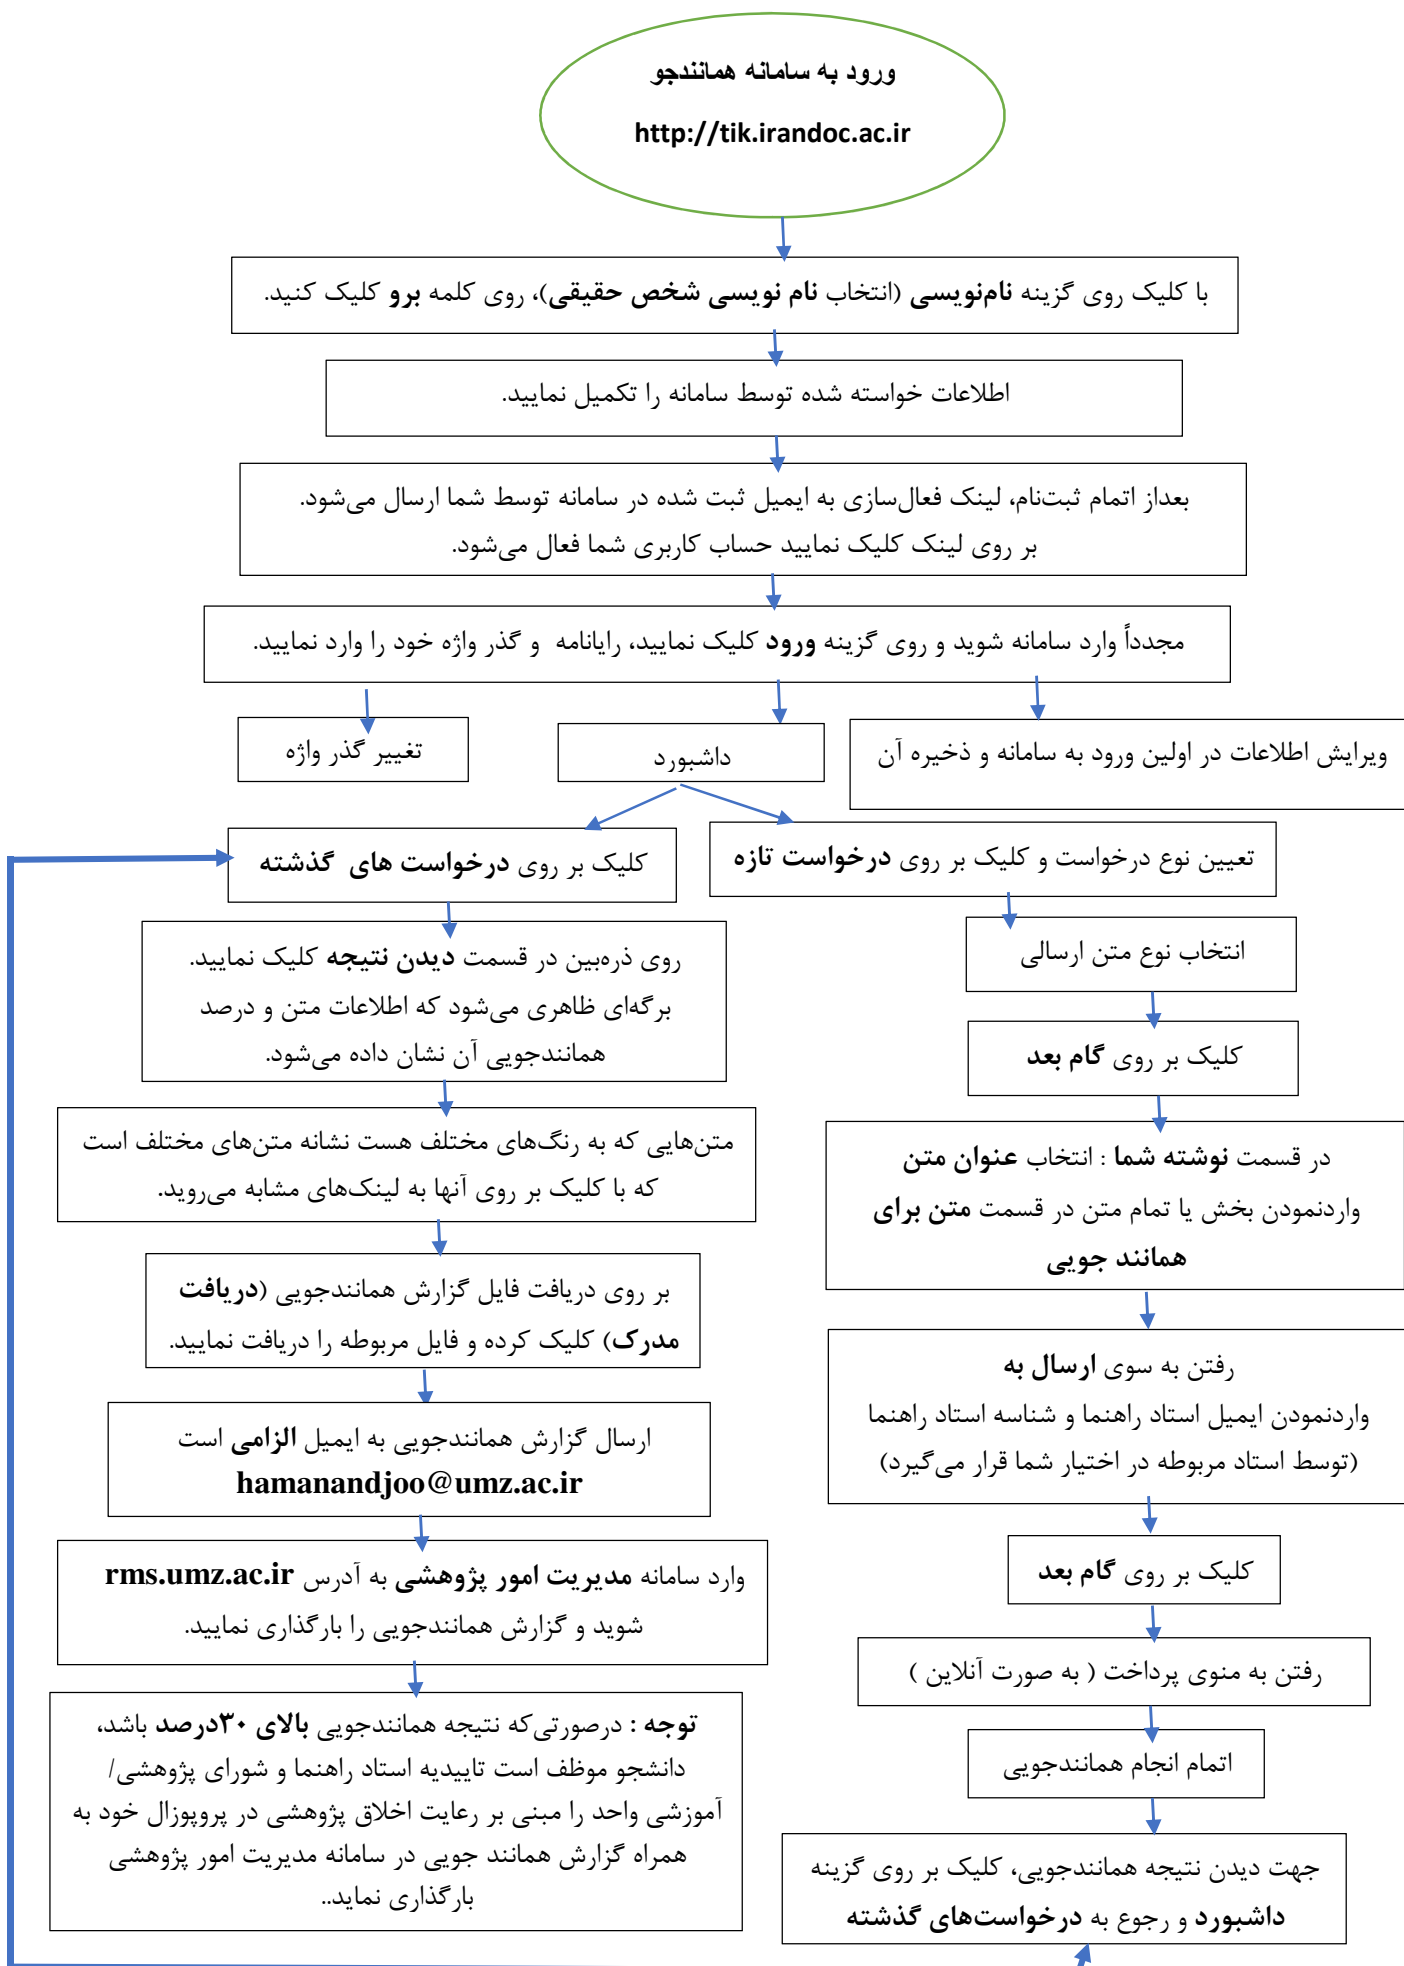 ورود به سامانه همانندجو
http://tik.irandoc.ac.ir
با کلیک روی گزینه نام‌نویسی (انتخاب نام نویسی شخص حقیقی)، روی کلمه برو کلیک کنید.
اطلاعات خواسته شده توسط سامانه را تکمیل نمایید.
بعداز اتمام ثبت‌نام، لینک فعال‌سازی به ایمیل ثبت شده در سامانه توسط شما ارسال می‌شود.
بر روی لینک کلیک نمایید حساب کاربری شما فعال می‌شود.
مجدداً وارد سامانه شوید و روی گزینه ورود کلیک نمایید، رایانامه و گذر واژه خود را وارد نمایید.
ویرایش اطلاعات در اولین ورود به سامانه و ذخیره آن
داشبورد
تغییر گذر واژه
تعیین نوع درخواست و کلیک بر روی درخواست تازه
انتخاب نوع متن ارسالی
کلیک بر روی گام بعد
در قسمت نوشته شما : انتخاب عنوان متن
واردنمودن بخش یا تمام متن در قسمت متن برای
همانند جویی
رفتن به سوی ارسال به
واردنمودن ایمیل استاد راهنما و شناسه استاد راهنما
(توسط استاد مربوطه در اختیار شما قرار می‌گیرد)
کلیک بر روی گام بعد
رفتن به منوی پرداخت ( به صورت آنلاین )
اتمام انجام همانندجویی
جهت دیدن نتیجه همانندجویی، کلیک بر روی گزینه
داشبورد و رجوع به درخواست‌های گذشته
کلیک بر روی درخواست های گذشته
روی ذره‌بین در قسمت دیدن نتیجه کلیک نمایید.
برگه‌ای ظاهری می‌شود که اطلاعات متن و درصد
همانندجویی آن نشان داده می‌شود.
متن‌هایی که به رنگ‌های مختلف هست نشانه متن‌های مختلف است
که با کلیک بر روی آنها به لینک‌های مشابه می‌روید.
بر روی دریافت فایل گزارش همانندجویی (دریافت
مدرک) کلیک کرده و فایل مربوطه را دریافت نمایید.
ارسال گزارش همانندجویی به ایمیل الزامی است
hamanandjoo@umz.ac.ir
وارد سامانه مدیریت امور پژوهشی به آدرس rms.umz.ac.ir
شوید و گزارش همانندجویی را بارگذاری نمایید.
توجه : درصورتی‌که نتیجه همانندجویی بالای ۳۰درصد باشد،
دانشجو موظف است تاییدیه استاد راهنما و شورای پژوهشی/
آموزشی واحد را مبنی بر رعایت اخلاق پژوهشی در پروپوزال خود به
همراه گزارش همانند جویی در سامانه مدیریت امور پژوهشی
بارگذاری نماید..